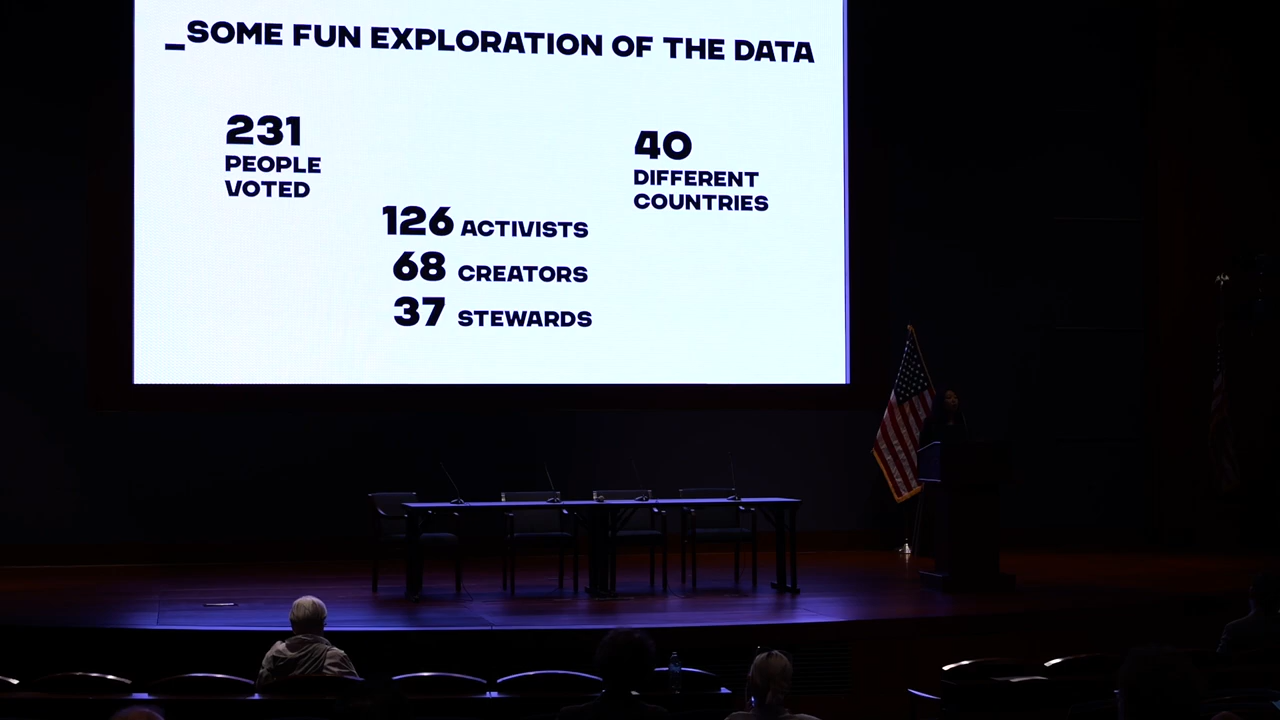 _SOME FUN EXPLORATION OF THE DATA
231
PEOPLE
VOTED
40
DIFFERENT
COUNTRIES
126 ACTIVISTS
68 CREATORS
37 STEWARDS